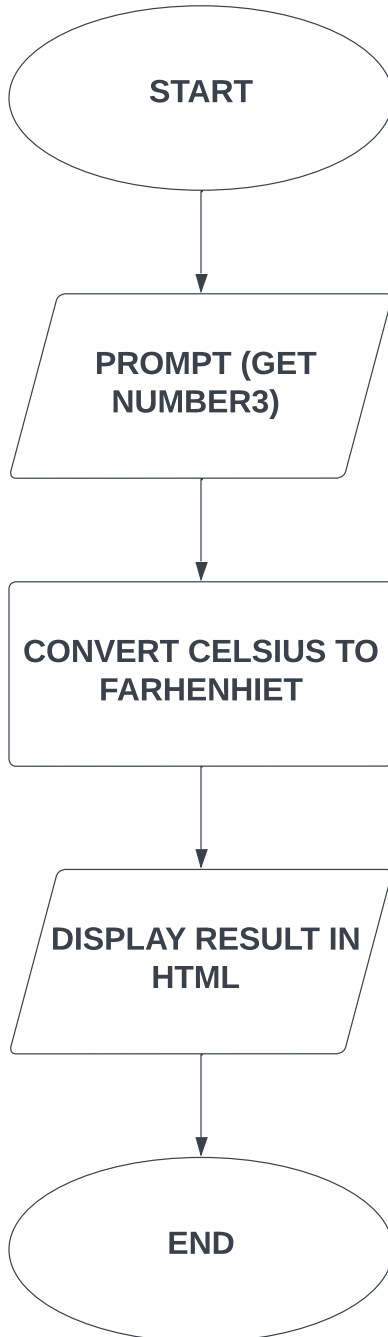 START
PROMPT (GET
NUMBER3)
CONVERT CELSIUS TO
FARHENHIET
DISPLAY RESULT IN
HTML
END